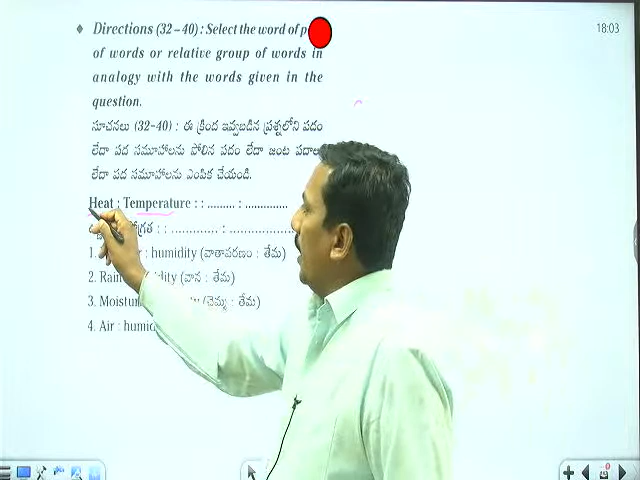 Directions (32-40) : Select the word of
of words or relative group of words in
analogy with the words given in the
question.
సూచనలు (32-40) : ఈ క్రింద ఇవ్వబడిన ప్రశ్నలోని పదం
లేదా పద సమూహాలను పోలిన పదం లేదా జంట పదాల
లేదా పద సమూహాలను ఎంపిక చేయండి.
Heat : Temperature : : ......... : ..............
: : ............. : ...................
1. : humidity (వాతావరణం : తేమ)
2. Rain (వాన : తేమ)
3. (చెమ్మ : తేమ)
4. Air :
18:03